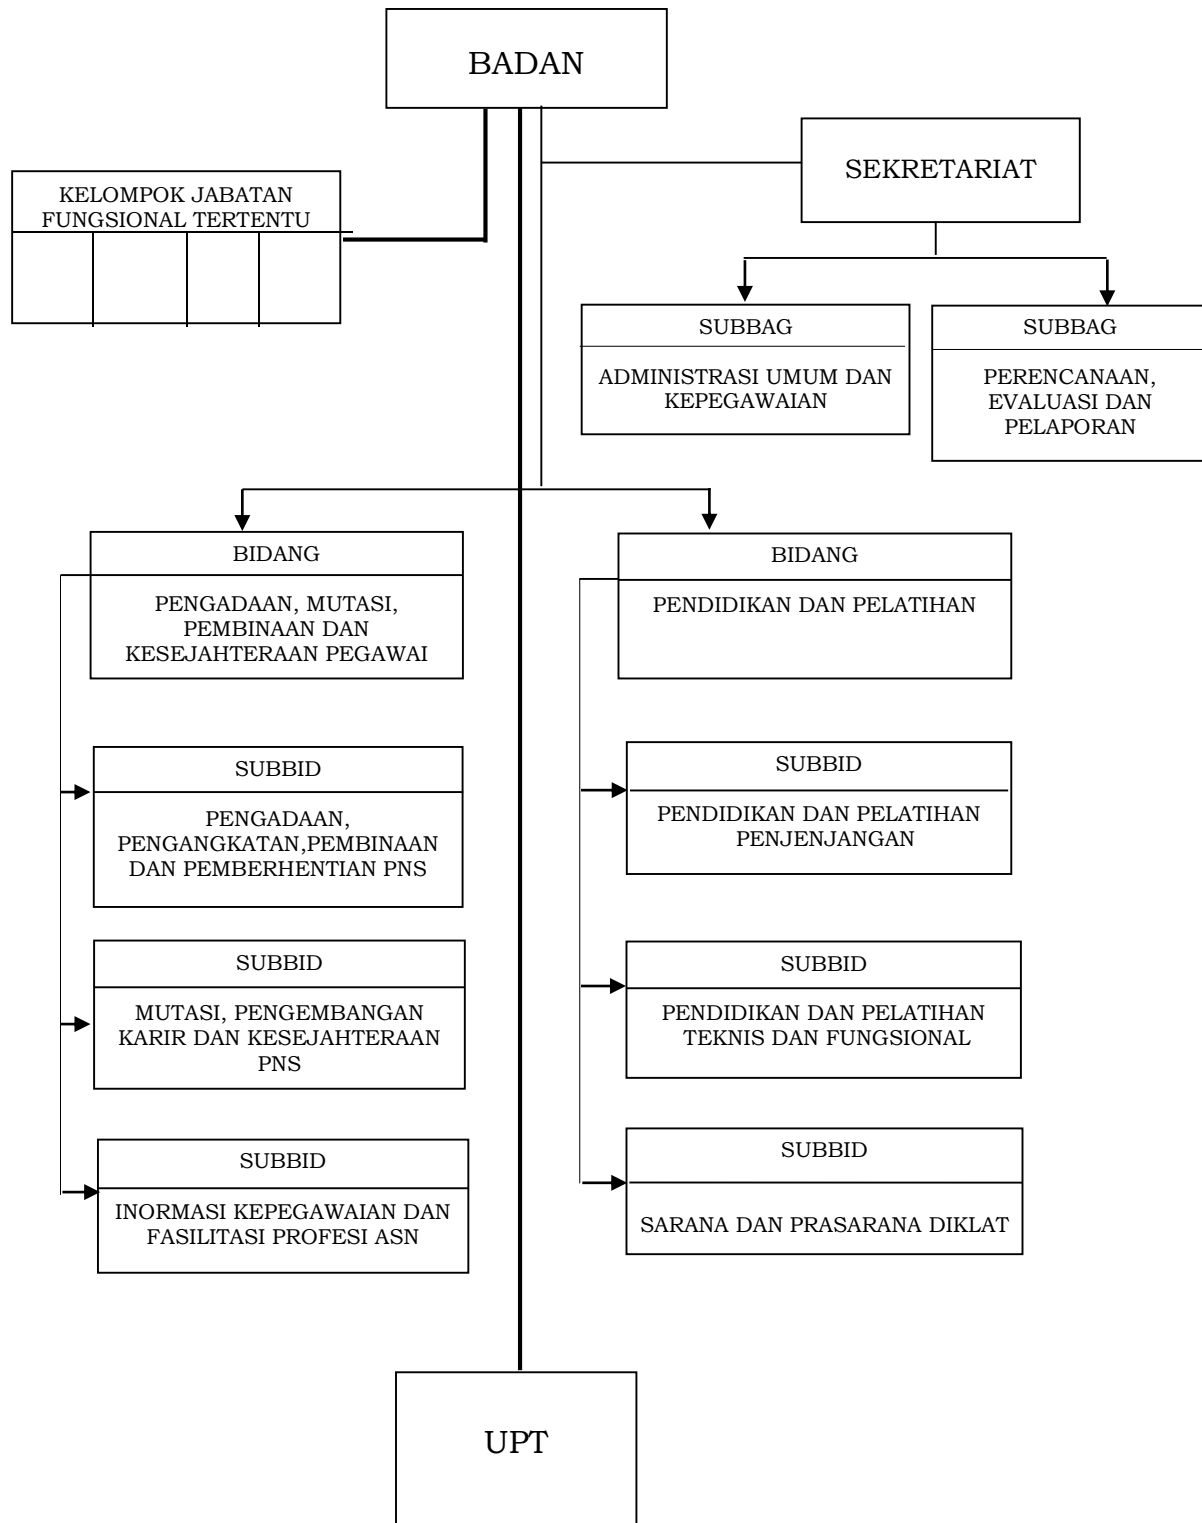 BADAN
SEKRETARIAT
KELOMPOK JABATAN
FUNGSIONAL TERTENTU
SUBBAG
ADMINISTRASI UMUM DAN
KEPEGAWAIAN
SUBBAG
PERENCANAAN,
EVALUASI DAN
PELAPORAN
BIDANG
PENGADAAN, MUTASI,
PEMBINAAN DAN
KESEJAHTERAAN PEGAWAI
BIDANG
PENDIDIKAN DAN PELATIHAN
SUBBID
PENGADAAN,
PENGANGKATAN,PEMBINAAN
DAN PEMBERHENTIAN PNS
SUBBID
PENDIDIKAN DAN PELATIHAN
PENJENJANGAN
SUBBID
MUTASI, PENGEMBANGAN
KARIR DAN KESEJAHTERAAN
PNS
SUBBID
PENDIDIKAN DAN PELATIHAN
TEKNIS DAN FUNGSIONAL
SUBBID
INORMASI KEPEGAWAIAN DAN
FASILITASI PROFESI ASN
SUBBID
SARANA DAN PRASARANA DIKLAT
UPT